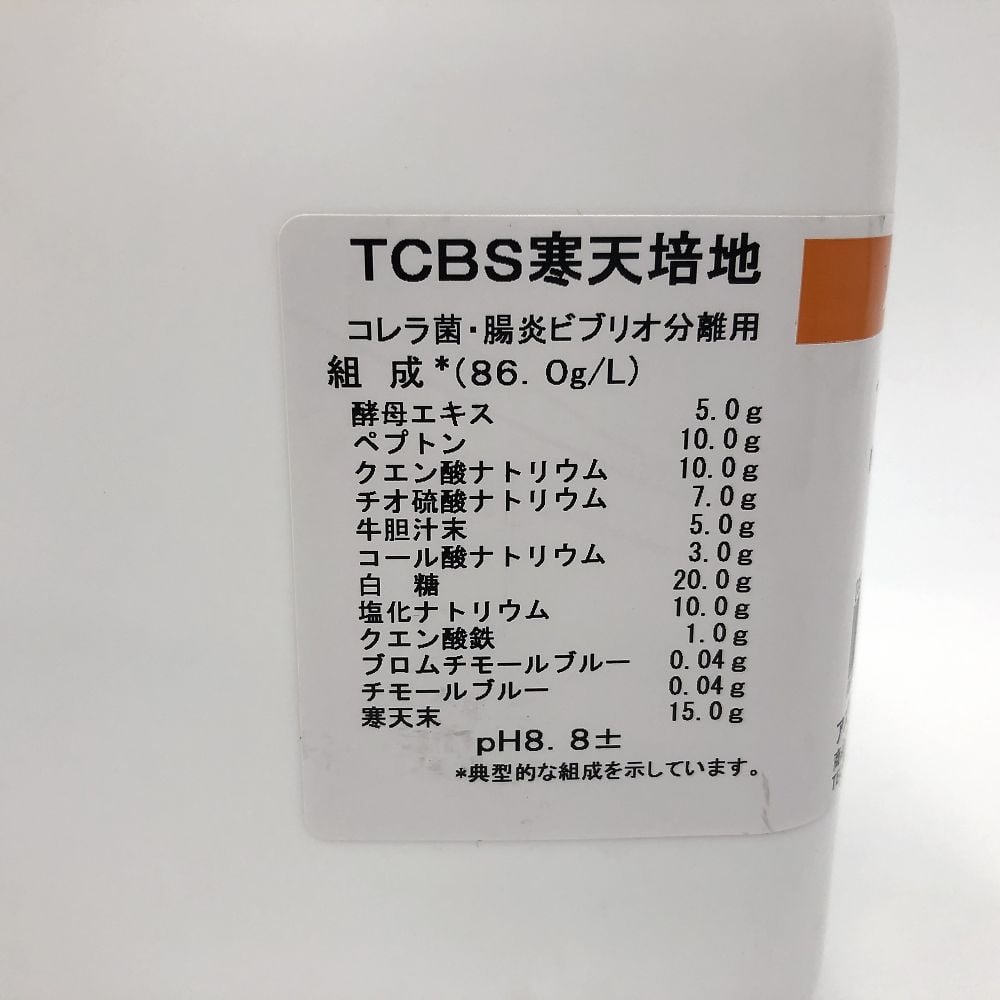 TCBS寒天培地
コレラ菌・腸炎ビブリオ分離用
組 成*(86.0g/L)
酵母エキス 5.0g
ペプトン 10.0g
クエン酸ナトリウム 10.0g
チオ硫酸ナトリウム 7.0g
牛胆汁末 5.0g
コール酸ナトリウム 3.0g
白 糖 20.0g
塩化ナトリウム 10.0g
クエン酸鉄 1.0g
ブロムチモールブルー 0.04g
チモールブルー 0.04g
寒天末 15.0g
pH8.8±
*典型的な組成を示しています。